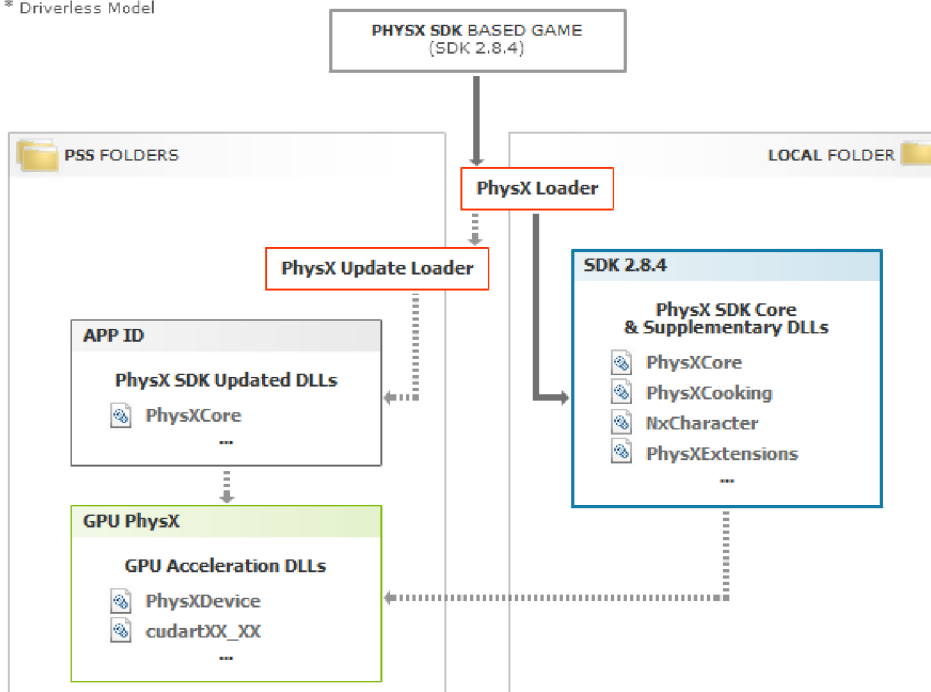 * Driverless Model
PHYSX SDK BASED GAME
(SDK 2.8.4)
PSS FOLDERS
LOCAL FOLDER
PhysX Loader
PhysX Update Loader
SDK 2.8.4
PhysX SDK Core
& Supplementary DLLs
PhysXCore
PhysXCooking
NxCharacter
PhysXExtensions
...
APP ID
PhysX SDK Updated DLLs
PhysXCore
...
GPU PhysX
GPU Acceleration DLLs
PhysXDevice
cudartXX_XX
...